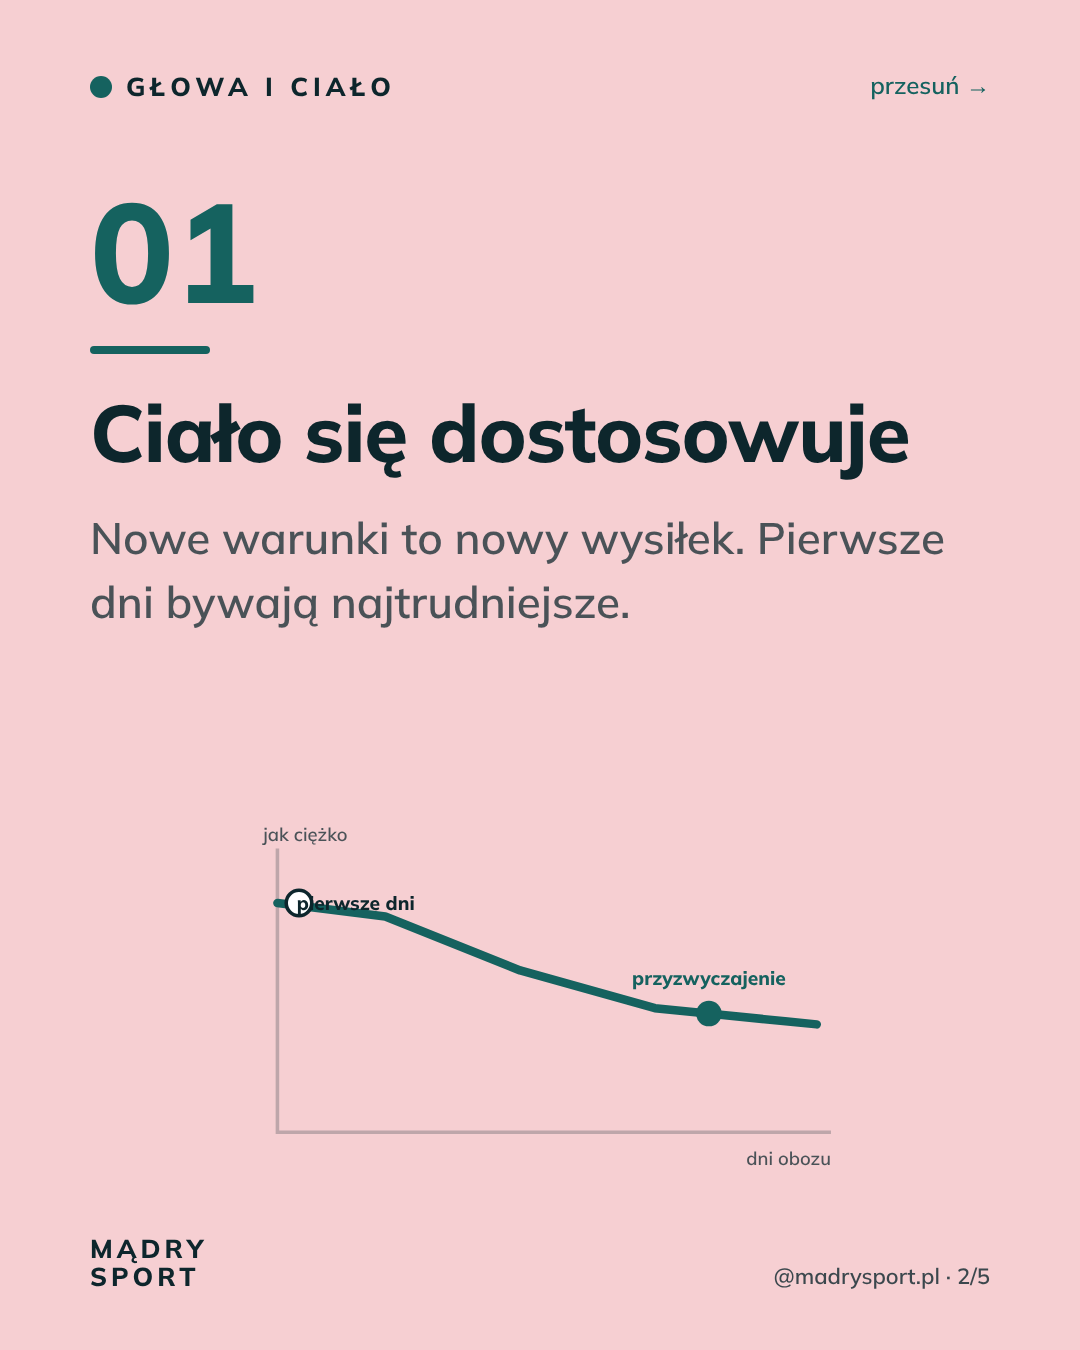 GŁOWA I CIAŁO
przesuń →
01
Ciało się dostosowuje
Nowe warunki to nowy wysiłek. Pierwsze
dni bywają najtrudniejsze.
jak ciężko
pierwsze dni
przyzwyczajenie
dni obozu
MĄDRY
SPORT
@madrysport.pl · 2/5